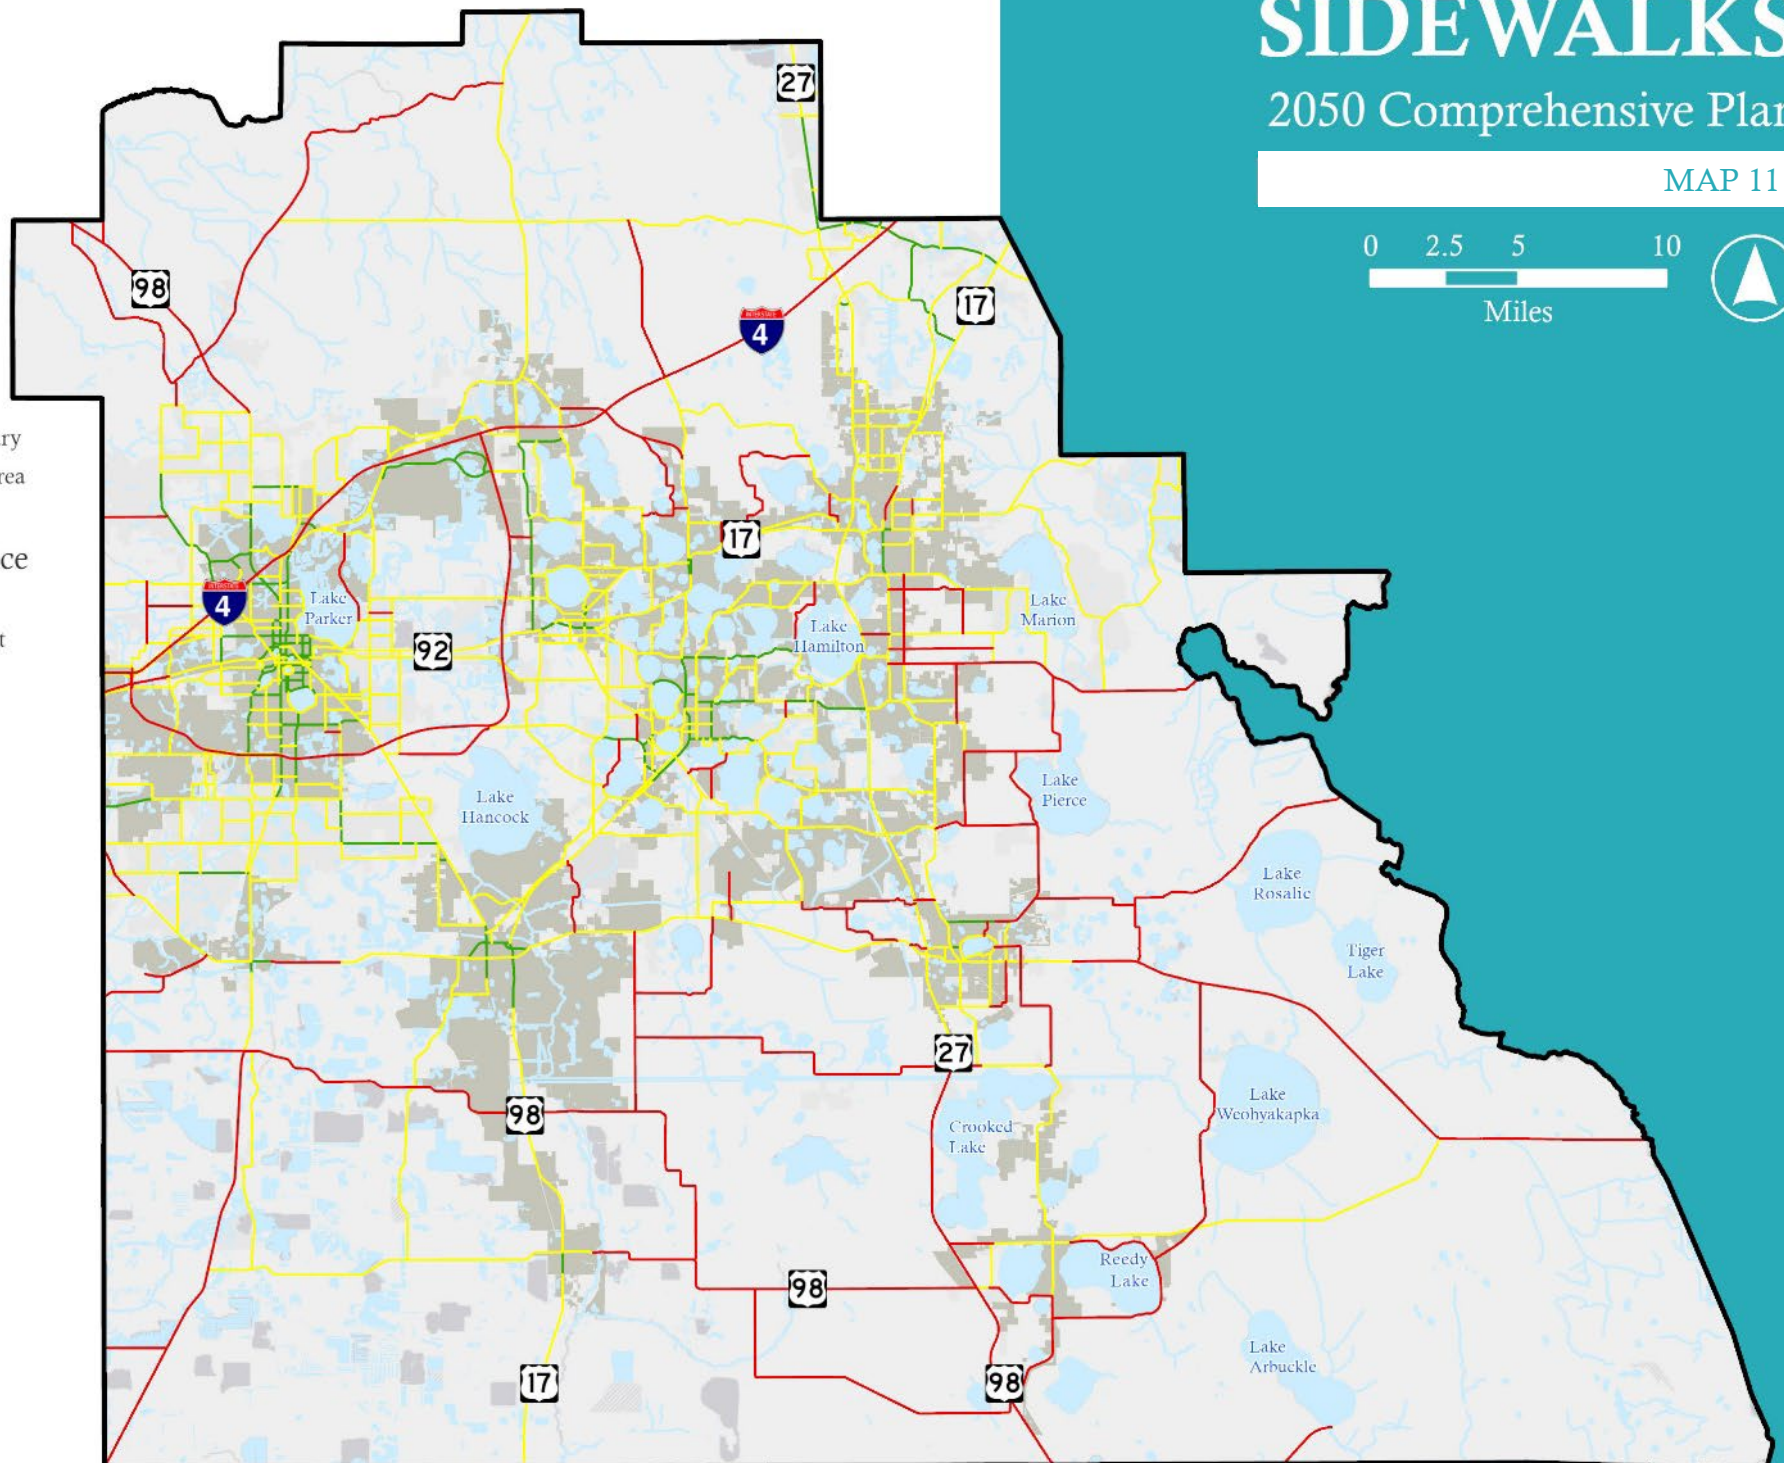 SIDEWALKS
2050 Comprehensive Plan
MAP 11
0 2.5 5 10
Miles
27
98
17
INTERSTATE
4
17
INTERSTATE
4
Lake
Parker
Lake
Marion
Lake
Hamilton
92
Lake
Pierce
Lake
Hancock
Lake
Rosalie
Tiger
Lake
27
Lake
Weohyakapka
98
Crooked
Lake
Reedy
Lake
98
Lake
Arbuckle
17
98
ry
rea
ce
t